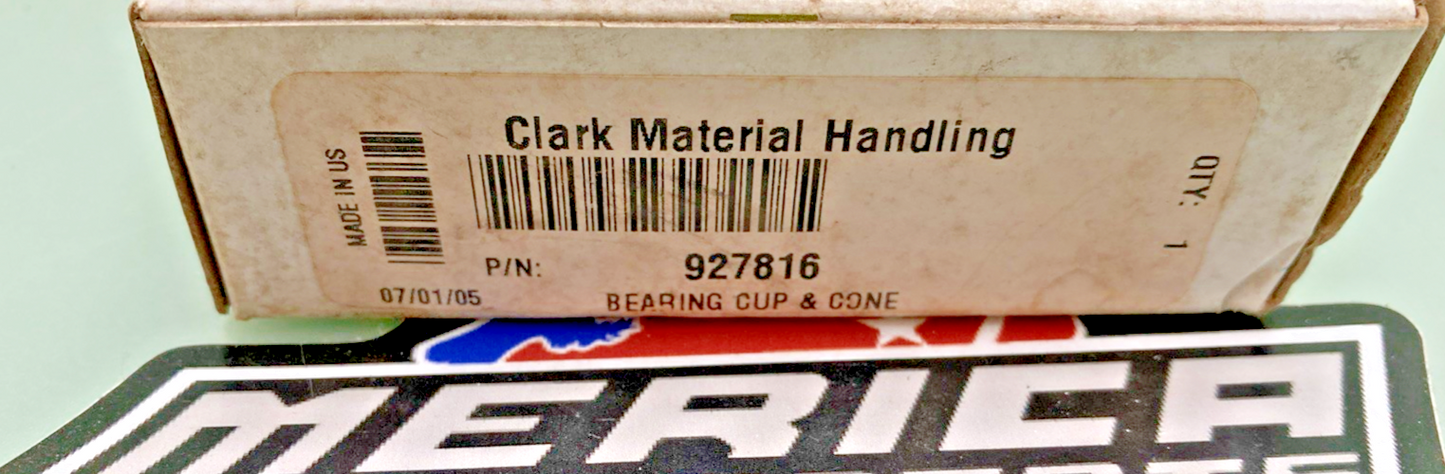 Clark Material Handling
MADE IN US
QTY: 1
P/N: 927816
07/01/05
BEARING CUP & CONE
MERICA